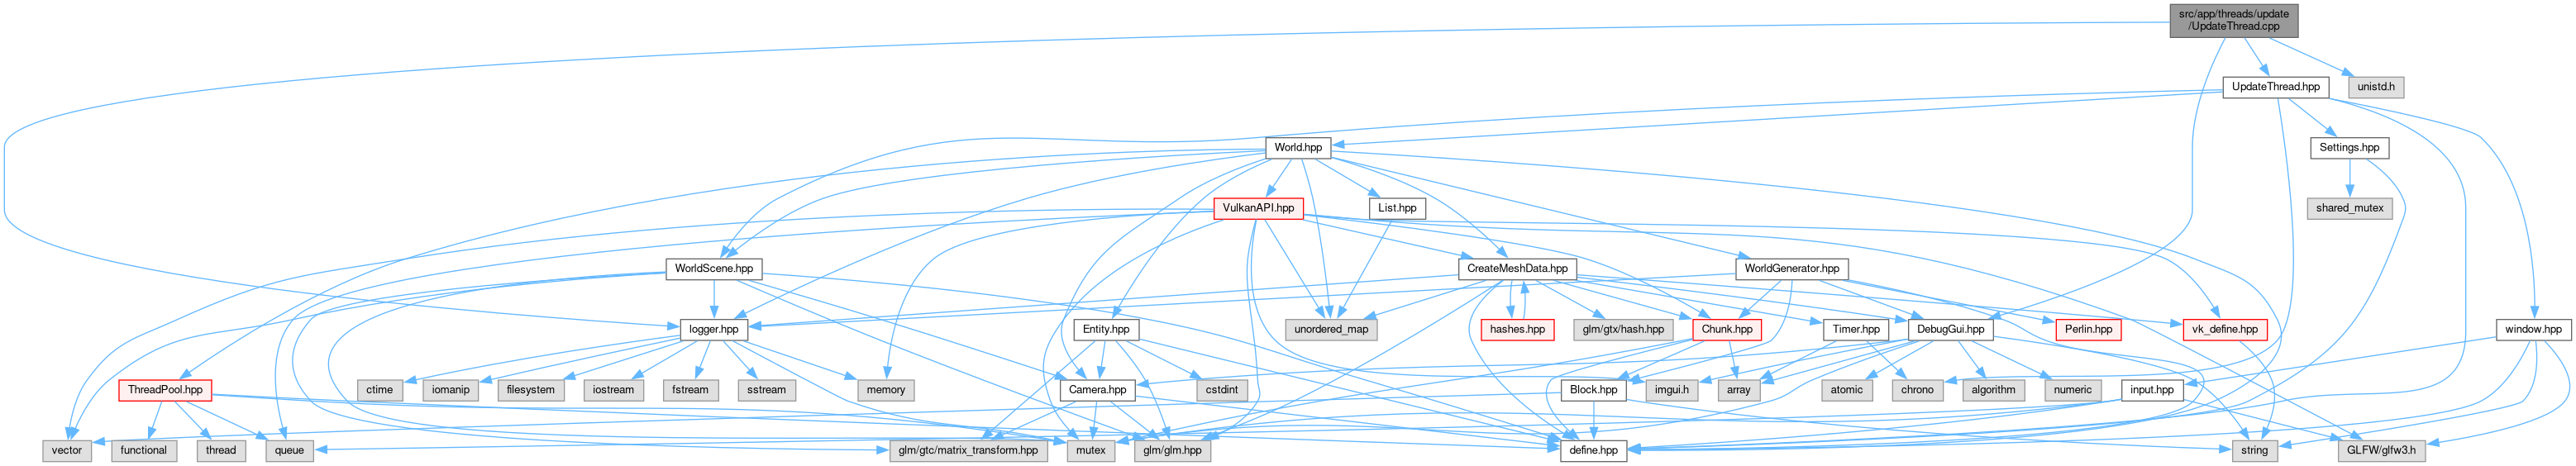 src/app/threads/update
/UpdateThread.cpp
UpdateThread.hpp
unistd.h
World.hpp
Settings.hpp
VulkanAPI.hpp
List.hpp
shared_mutex
WorldScene.hpp
CreateMeshData.hpp
WorldGenerator.hpp
logger.hpp
Entity.hpp
unordered_map
hashes.hpp
glm/gtx/hash.hpp
Chunk.hpp
Timer.hpp
DebugGui.hpp
Perlin.hpp
vk_define.hpp
window.hpp
ThreadPool.hpp
ctime
iomanip
filesystem
iostream
fstream
sstream
memory
Camera.hpp
cstdint
Block.hpp
imgui.h
array
atomic
chrono
algorithm
numeric
input.hpp
vector
functional
thread
queue
glm/gtc/matrix_transform.hpp
mutex
glm/glm.hpp
define.hpp
string
GLFW/glfw3.h